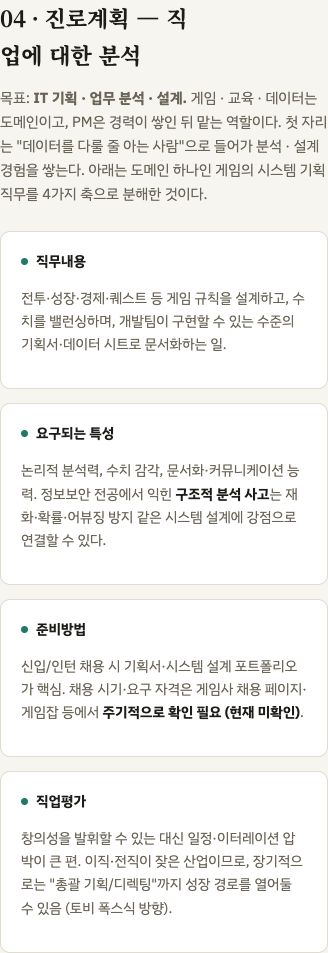 04 · 진로계획 — 직
업에 대한 분석
목표: IT 기획 · 업무 분석 · 설계. 게임 · 교육 · 데이터는
도메인이고, PM은 경력이 쌓인 뒤 맡는 역할이다. 첫 자리
는 "데이터를 다룰 줄 아는 사람"으로 들어가 분석 · 설계
경험을 쌓는다. 아래는 도메인 하나인 게임의 시스템 기획
직무를 4가지 축으로 분해한 것이다.
직무내용
전투·성장·경제·퀘스트 등 게임 규칙을 설계하고, 수
치를 밸런싱하며, 개발팀이 구현할 수 있는 수준의
기획서·데이터 시트로 문서화하는 일.
요구되는 특성
논리적 분석력, 수치 감각, 문서화·커뮤니케이션 능
력. 정보보안 전공에서 익힌 구조적 분석 사고는 재
화·확률·어뷰징 방지 같은 시스템 설계에 강점으로
연결할 수 있다.
준비방법
신입/인턴 채용 시 기획서·시스템 설계 포트폴리오
가 핵심. 채용 시기·요구 자격은 게임사 채용 페이지·
게임잡 등에서 주기적으로 확인 필요 (현재 미확인).
직업평가
창의성을 발휘할 수 있는 대신 일정·이터레이션 압
박이 큰 편. 이직·전직이 잦은 산업이므로, 장기적으
로는 "총괄 기획/디렉팅"까지 성장 경로를 열어둘
수 있음 (토비 폭스식 방향).